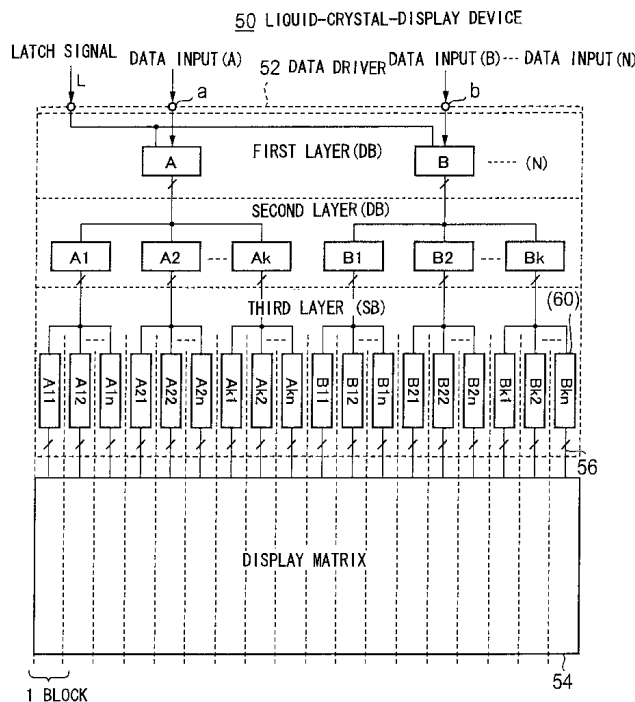 50 LIQUID-CRYSTAL-DISPLAY DEVICE
LATCH SIGNAL
DATA INPUT(A)
DATA INPUT(B)---DATA INPUT(N)
L
52 DATA DRIVER
a
b
FIRST LAYER(DB)
A
B
(N)
SECOND LAYER(DB)
A1
A2
Ak
B1
B2
Bk
THIRD LAYER (SB)
(60)
A11
A12
A1n
A21
A22
A2n
Ak1
Ak2
Akn
B11
B12
B1n
B21
B22
B2n
Bk1
Bk2
Bkn
56
DISPLAY MATRIX
54
1 BLOCK